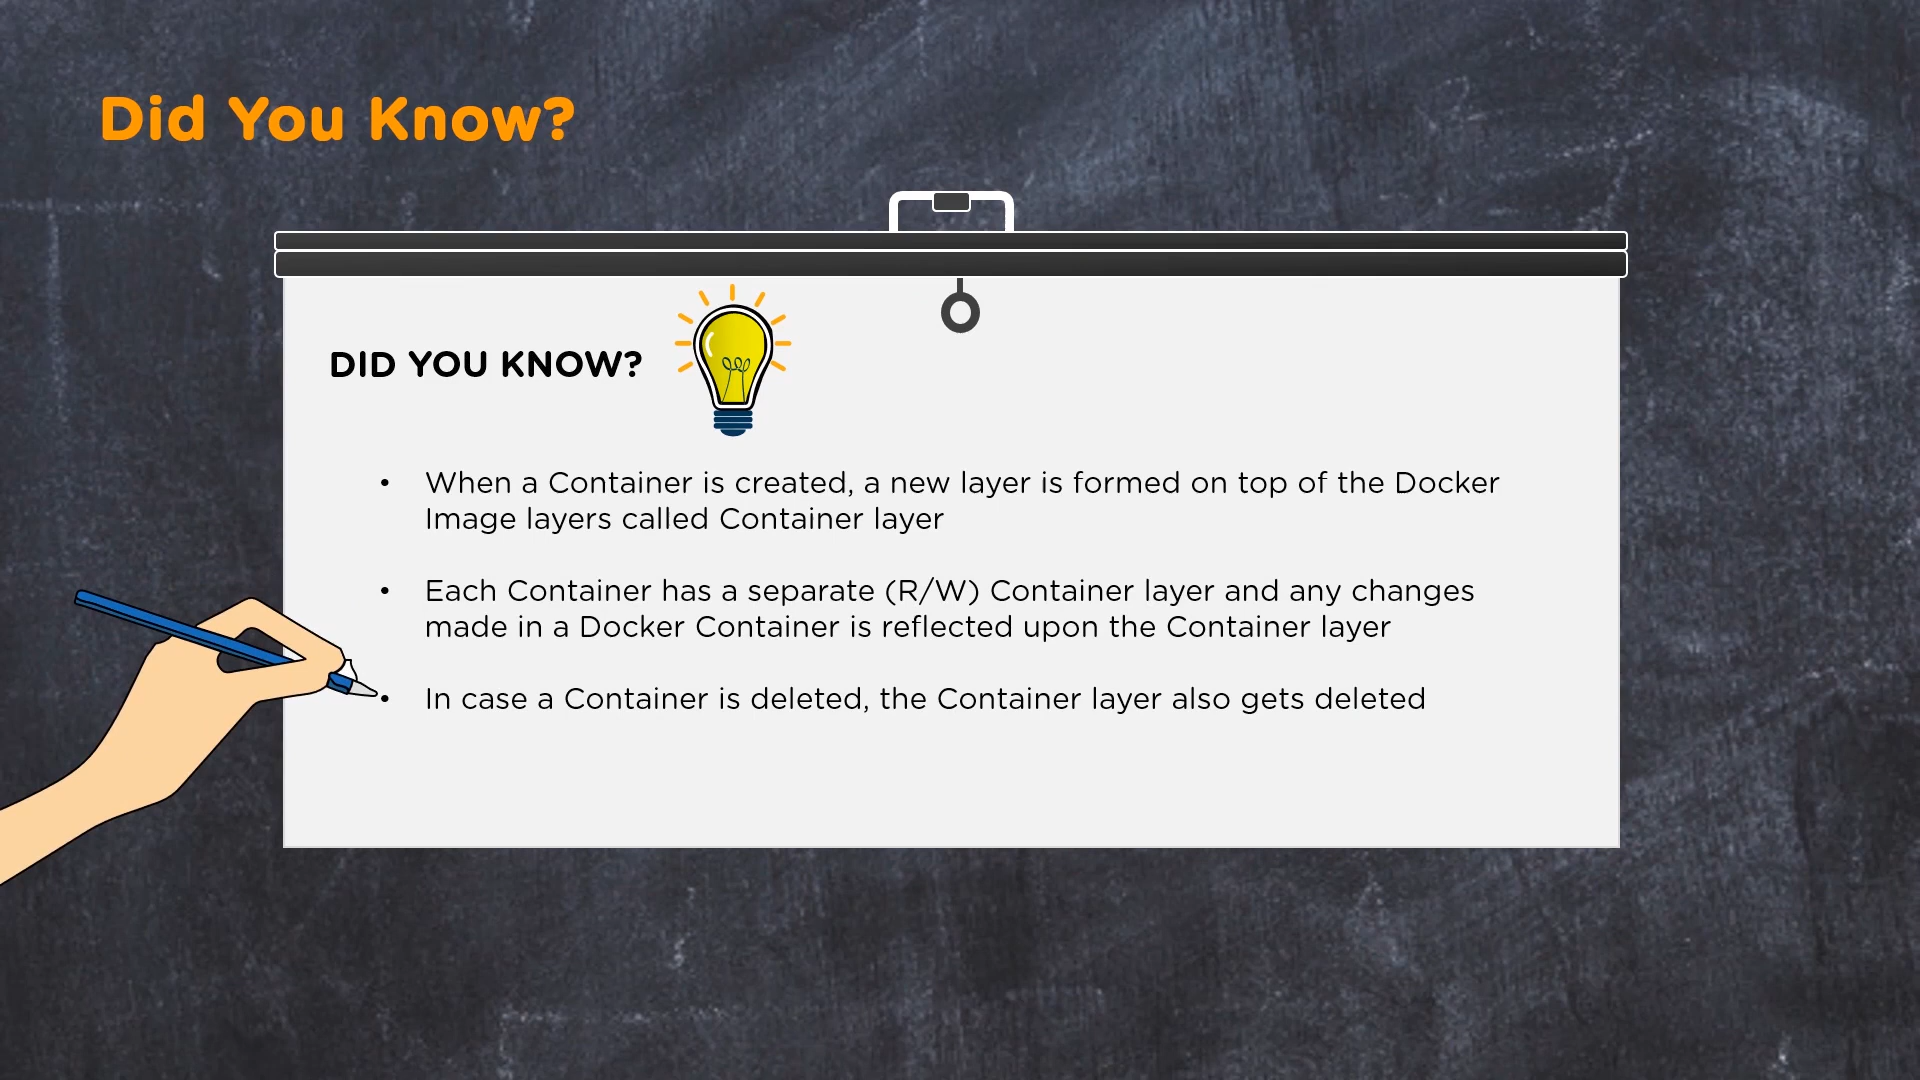 Did You Know?
DID YOU KNOW?
• When a Container is created, a new layer is formed on top of the Docker
Image layers called Container layer
• Each Container has a separate (R/W) Container layer and any changes
made in a Docker Container is reflected upon the Container layer
• In case a Container is deleted, the Container layer also gets deleted